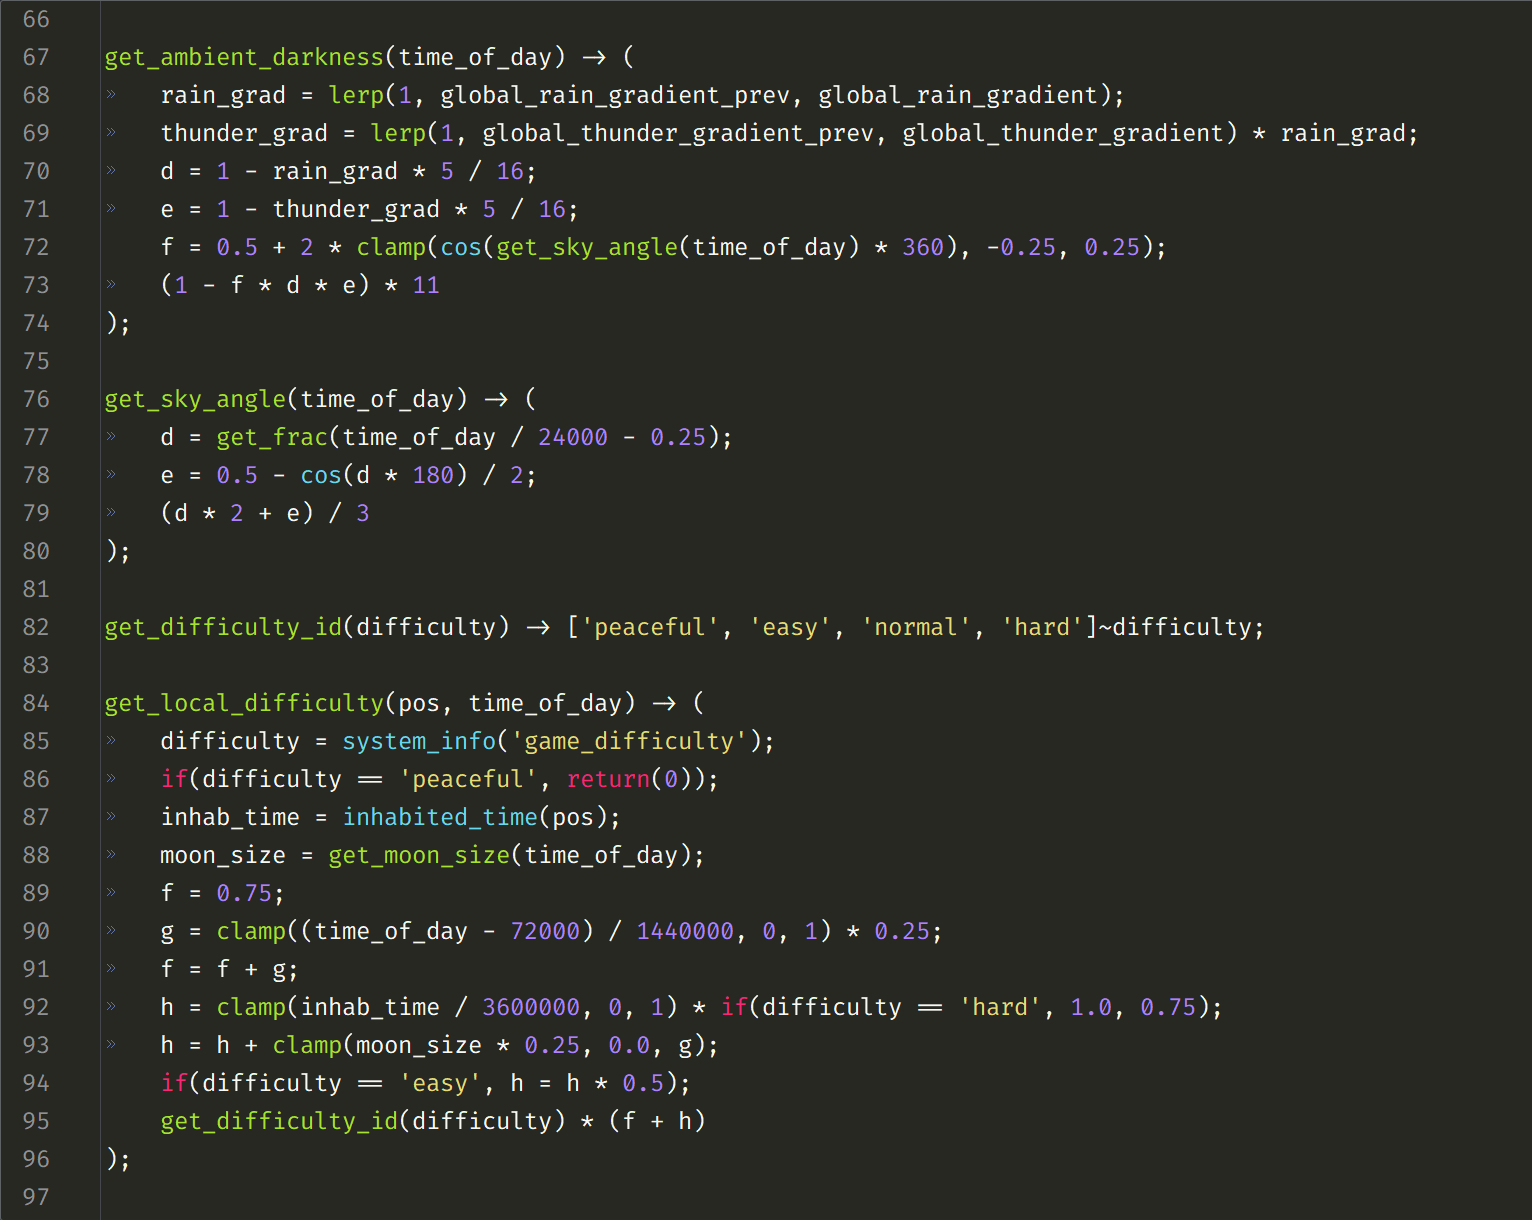 66
67 get_ambient_darkness(time_of_day) -> (
68 »   rain_grad = lerp(1, global_rain_gradient_prev, global_rain_gradient);
69 »   thunder_grad = lerp(1, global_thunder_gradient_prev, global_thunder_gradient) * rain_grad;
70 »   d = 1 - rain_grad * 5 / 16;
71 »   e = 1 - thunder_grad * 5 / 16;
72     f = 0.5 + 2 * clamp(cos(get_sky_angle(time_of_day) * 360), -0.25, 0.25);
73 »   (1 - f * d * e) * 11
74 );
75
76 get_sky_angle(time_of_day) -> (
77 »   d = get_frac(time_of_day / 24000 - 0.25);
78 »   e = 0.5 - cos(d * 180) / 2;
79 »   (d * 2 + e) / 3
80 );
81
82 get_difficulty_id(difficulty) -> ['peaceful', 'easy', 'normal', 'hard']~difficulty;
83
84 get_local_difficulty(pos, time_of_day) -> (
85 »   difficulty = system_info('game_difficulty');
86 »   if(difficulty == 'peaceful', return(0));
87 »   inhab_time = inhabited_time(pos);
88 »   moon_size = get_moon_size(time_of_day);
89 »   f = 0.75;
90 »   g = clamp((time_of_day - 72000) / 1440000, 0, 1) * 0.25;
91 »   f = f + g;
92 »   h = clamp(inhab_time / 3600000, 0, 1) * if(difficulty == 'hard', 1.0, 0.75);
93 »   h = h + clamp(moon_size * 0.25, 0.0, g);
94     if(difficulty == 'easy', h = h * 0.5);
95     get_difficulty_id(difficulty) * (f + h)
96 );
97